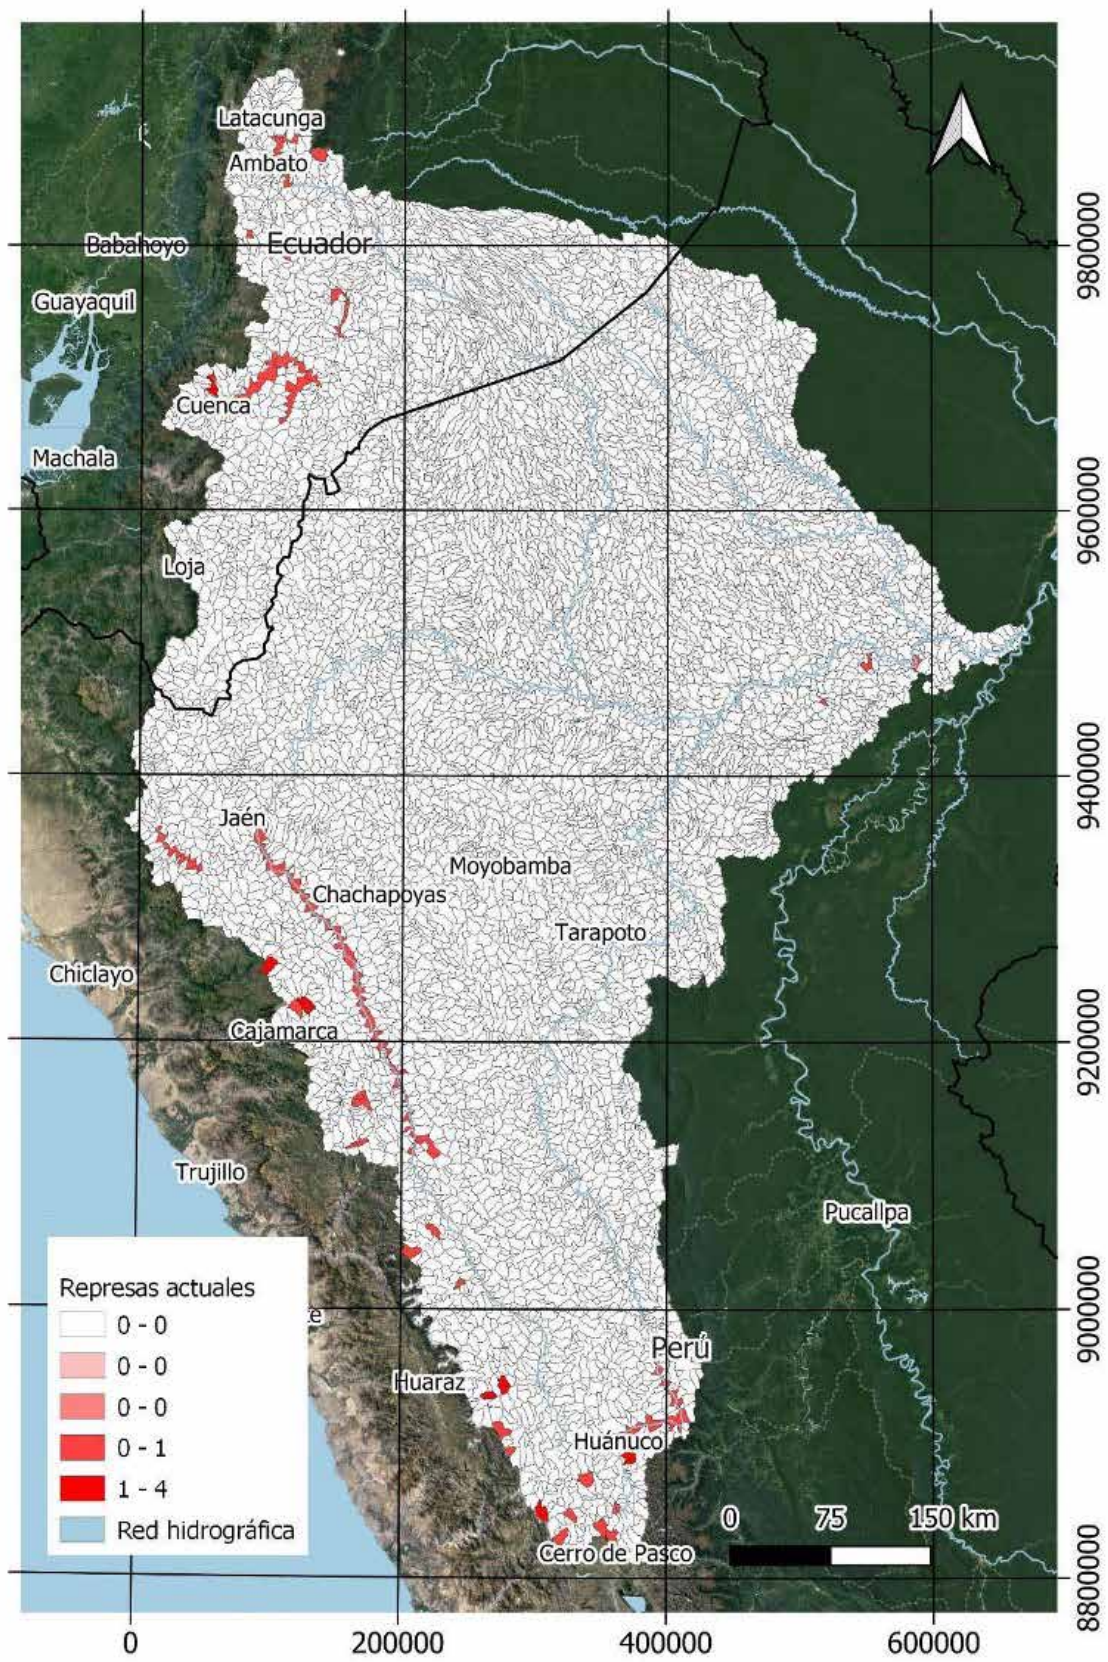 Latacunga
Ambato
Babahoyo
Ecuador
9800000
Guayaquil
Cuenca
Machala
9600000
Loja
9400000
Jaén
Moyobamba
Chachapoyas
Tarapoto
Chiclayo
Cajamarca
9200000
Trujillo
Pucallpa
Represas actuales
0 - 0
0 - 0
0 - 0
0 - 1
1 - 4
Red hidrográfica
te
9000000
Perú
Huaraz
Huánuco
0 75 150 km
Cerro de Pasco
8800000
0 200000 400000 600000